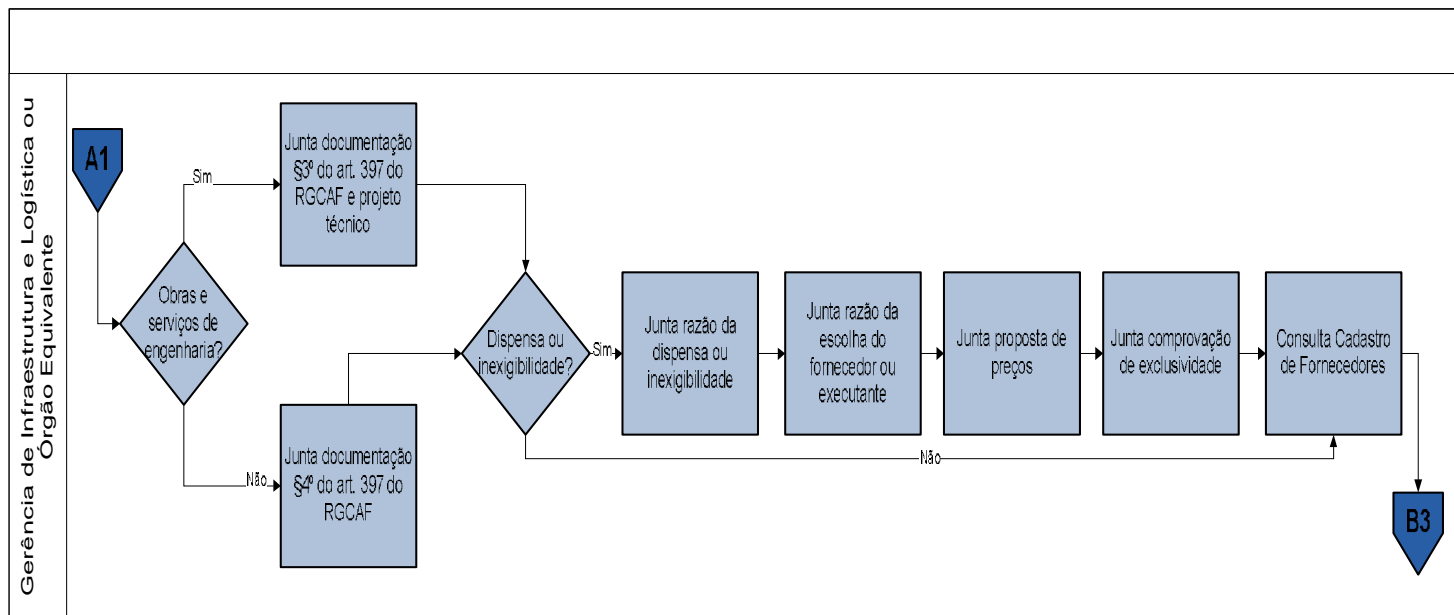 Gerência de Infraestrutura e Logística ou
Órgão Equivalente
A1
Obras e
serviços de
engenharia?
Sim
Junta documentação
§3º do art. 397 do
RGCAF e projeto
técnico
Não
Junta documentação
§4º do art. 397 do
RGCAF
Dispensa ou
inexigibilidade?
Sim
Junta razão da
dispensa ou
inexigibilidade
Junta razão da
escolha do
fornecedor ou
executante
Junta proposta de
preços
Junta comprovação
de exclusividade
Consulta Cadastro
de Fornecedores
Não
B3